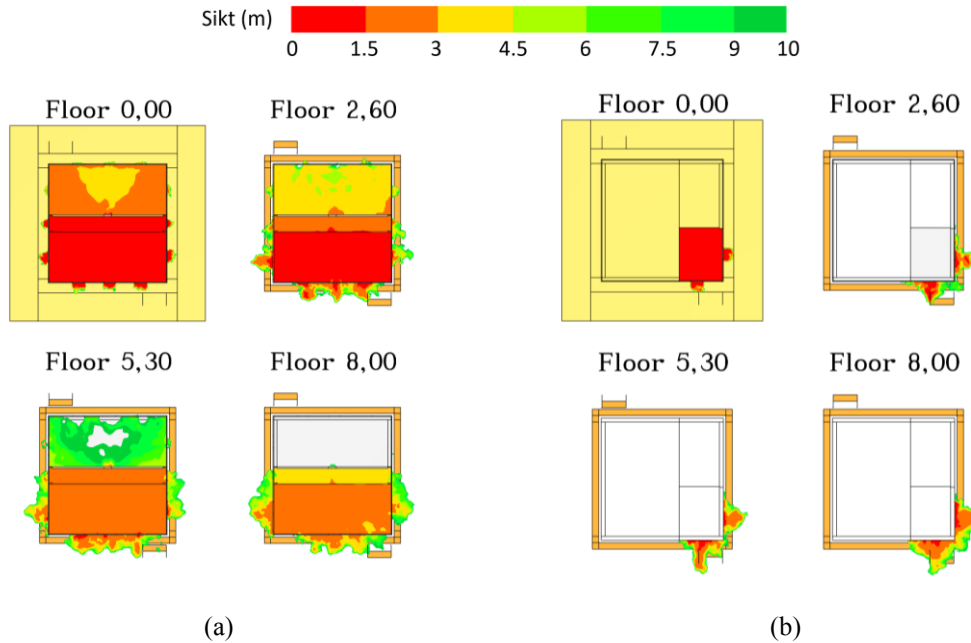 Sikt (m)
0 1.5 3 4.5 6 7.5 9 10
Floor 0,00 Floor 2,60 Floor 0,00 Floor 2,60
Floor 5,30 Floor 8,00 Floor 5,30 Floor 8,00
(a) (b)